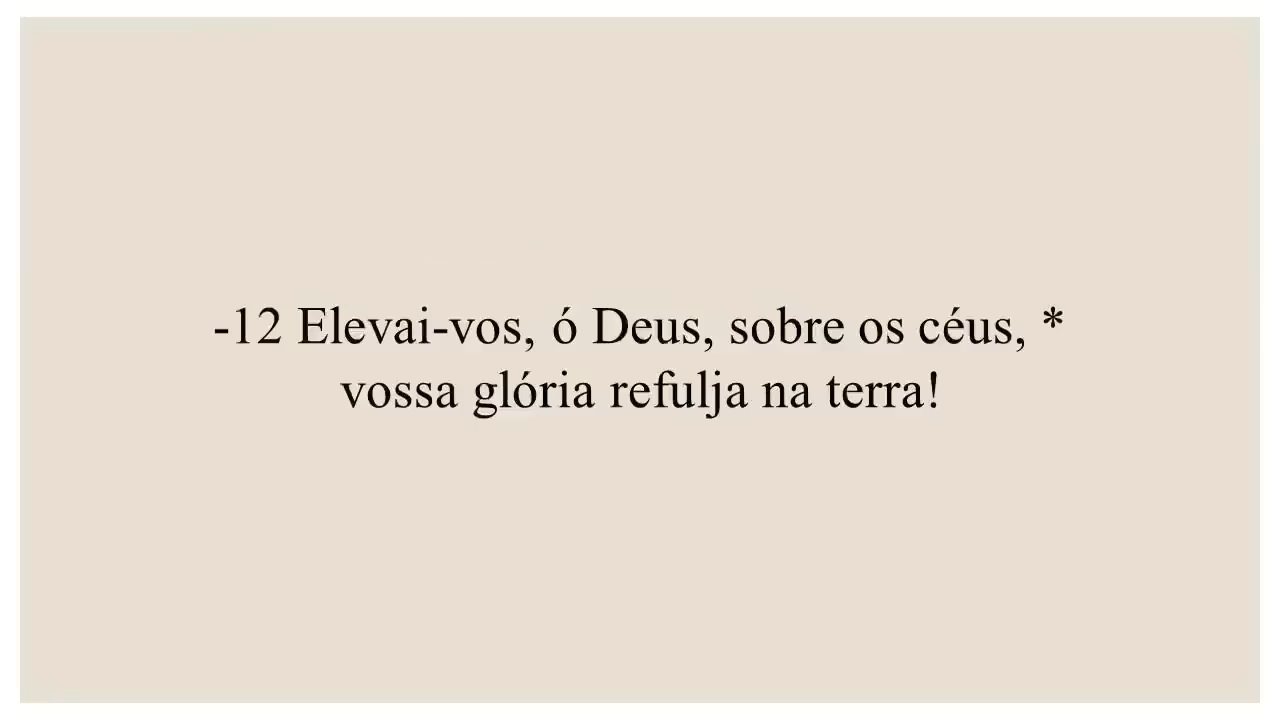 -12 Elevai-vos, ó Deus, sobre os céus, *
vossa glória refulja na terra!